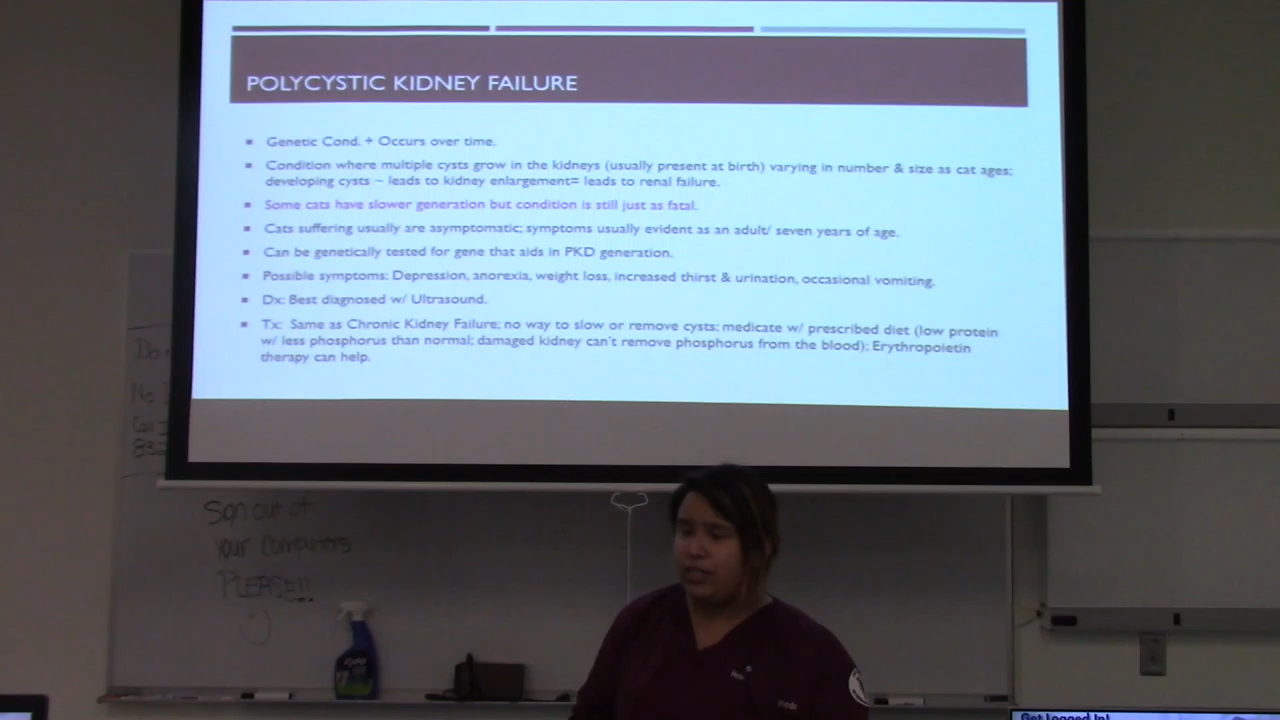 POLYCYSTIC KIDNEY FAILURE
Genetic Cond. + Occurs over time.
Condition where multiple cysts grow in the kidneys (usually present at birth) varying in number & size as cat ages;
developing cysts ~ leads to kidney enlargement= leads to renal failure.
Some cats have slower generation but condition is still just as fatal.
Cats suffering usually are asymptomatic; symptoms usually evident as an adult/ seven years of age.
Can be genetically tested for gene that aids in PKD generation.
Possible symptoms: Depression, anorexia, weight loss, increased thirst & urination, occasional vomiting.
Dx: Best diagnosed w/ Ultrasound.
Tx: Same as Chronic Kidney Failure; no way to slow or remove cysts; medicate w/ prescribed diet (low protein
w/ less phosphorus than normal; damaged kidney can't remove phosphorus from the blood); Erythropoietin
therapy can help.
Do
No
Sign out of
your computers
PLEASE!!
Get Logged In!